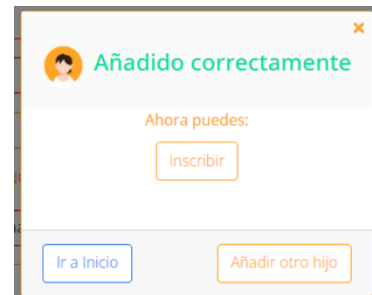 ×
Añadido correctamente
Ahora puedes:
Inscribir
Ir a Inicio
Añadir otro hijo